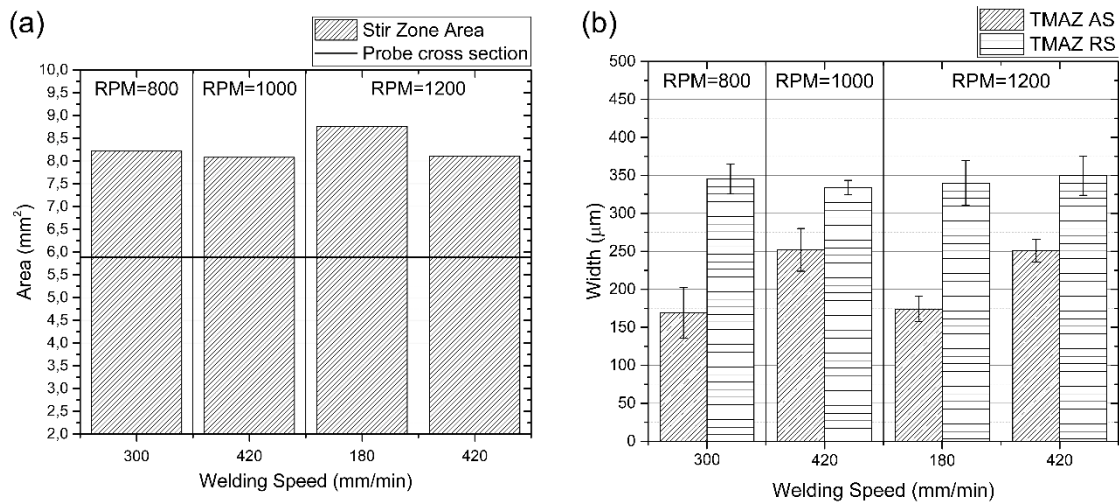 (a)
Stir Zone Area
Probe cross section
RPM=800 RPM=1000 RPM=1200
10,0
9,5
9,0
8,5
8,0
7,5
7,0
6,5
6,0
5,5
5,0
4,5
4,0
3,5
3,0
2,5
2,0
Area (mm²)
300 420 180 420
Welding Speed (mm/min)
(b)
TMAZ AS
TMAZ RS
RPM=800 RPM=1000 RPM=1200
500
450
400
350
300
250
200
150
100
50
0
Width (μm)
300 420 180 420
Welding Speed (mm/min)